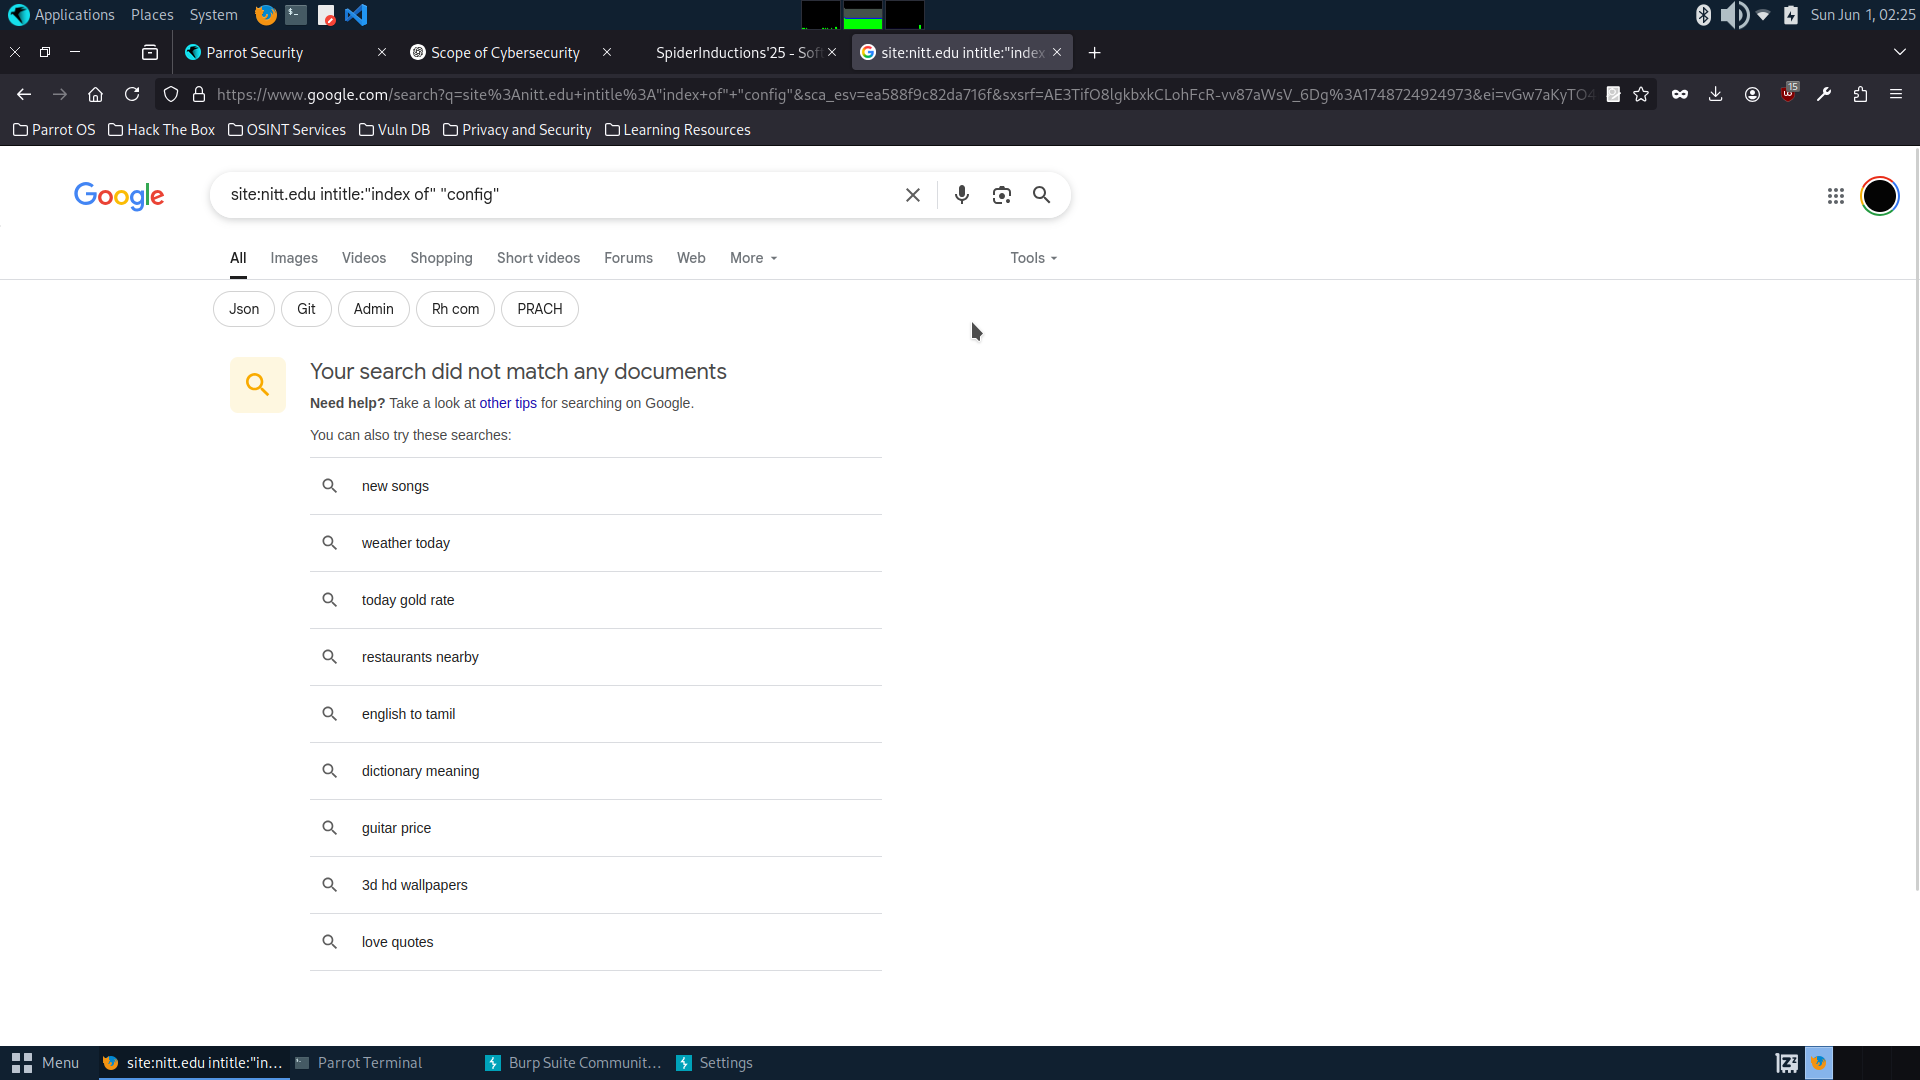 Applications Places System Sun Jun 1, 02:25
Parrot Security Scope of Cybersecurity SpiderInductions'25 - Soft site:nitt.edu intitle:"index
https://www.google.com/search?q=site%3Anitt.edu+intitle%3A"index+of"+"config"&sca_esv=ea588f9c82da716f&sxsrf=AE3TifO8lgkbxkCLohFcR-vv87aWsV_6Dg%3A1748724924973&ei=vGw7aKyTO4 15
Parrot OS Hack The Box OSINT Services Vuln DB Privacy and Security Learning Resources
Google site:nitt.edu intitle:"index of" "config"
All Images Videos Shopping Short videos Forums Web More Tools
Json Git Admin Rh com PRACH
Your search did not match any documents
Need help? Take a look at other tips for searching on Google.
You can also try these searches:
new songs
weather today
today gold rate
restaurants nearby
english to tamil
dictionary meaning
guitar price
3d hd wallpapers
love quotes
Menu site:nitt.edu intitle:"in... Parrot Terminal Burp Suite Communit... Settings